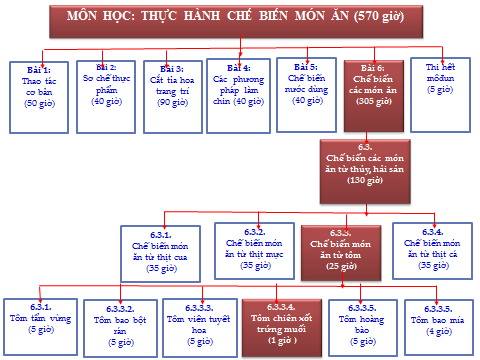 MÔN HỌC: THỰC HÀNH CHẾ BIẾN MÓN ĂN (570 giờ)
Bài 1:
Thao tác
cơ bản
(50 giờ)
Bài 2:
Sơ chế thực
phẩm
(40 giờ)
Bài 3:
Cắt tỉa hoa
trang trí
(90 giờ)
Bài 4:
Các phương
pháp làm
chín (40 giờ)
Bài 5:
Chế biến
nước dùng
(40 giờ)
Bài 6:
Chế biến
các món ăn
(305 giờ)
Thi hết
môđun
(5 giờ)
6.3.
Chế biến các món
ăn từ thủy, hải sản
(130 giờ)
6.3.1.
Chế biến món
ăn từ thịt cua
(35 giờ)
6.3.2.
Chế biến món
ăn từ thịt mực
(35 giờ)
6.3.3.
Chế biến món
ăn từ tôm
(25 giờ)
6.3.4.
Chế biến món
ăn từ thịt cá
(35 giờ)
6.3.1.
Tôm tẩm vừng
(5 giờ)
6.3.3.2.
Tôm bao bột
rán
(5 giờ)
6.3.3.3.
Tôm viên tuyết
hoa
(5 giờ)
6.3.3.4.
Tôm chiên xốt
trứng muối
(1 giờ )
6.3.3.5.
Tôm hoàng
bào
(5 giờ)
6.3.3.5.
Tôm bao mía
(4 giờ)